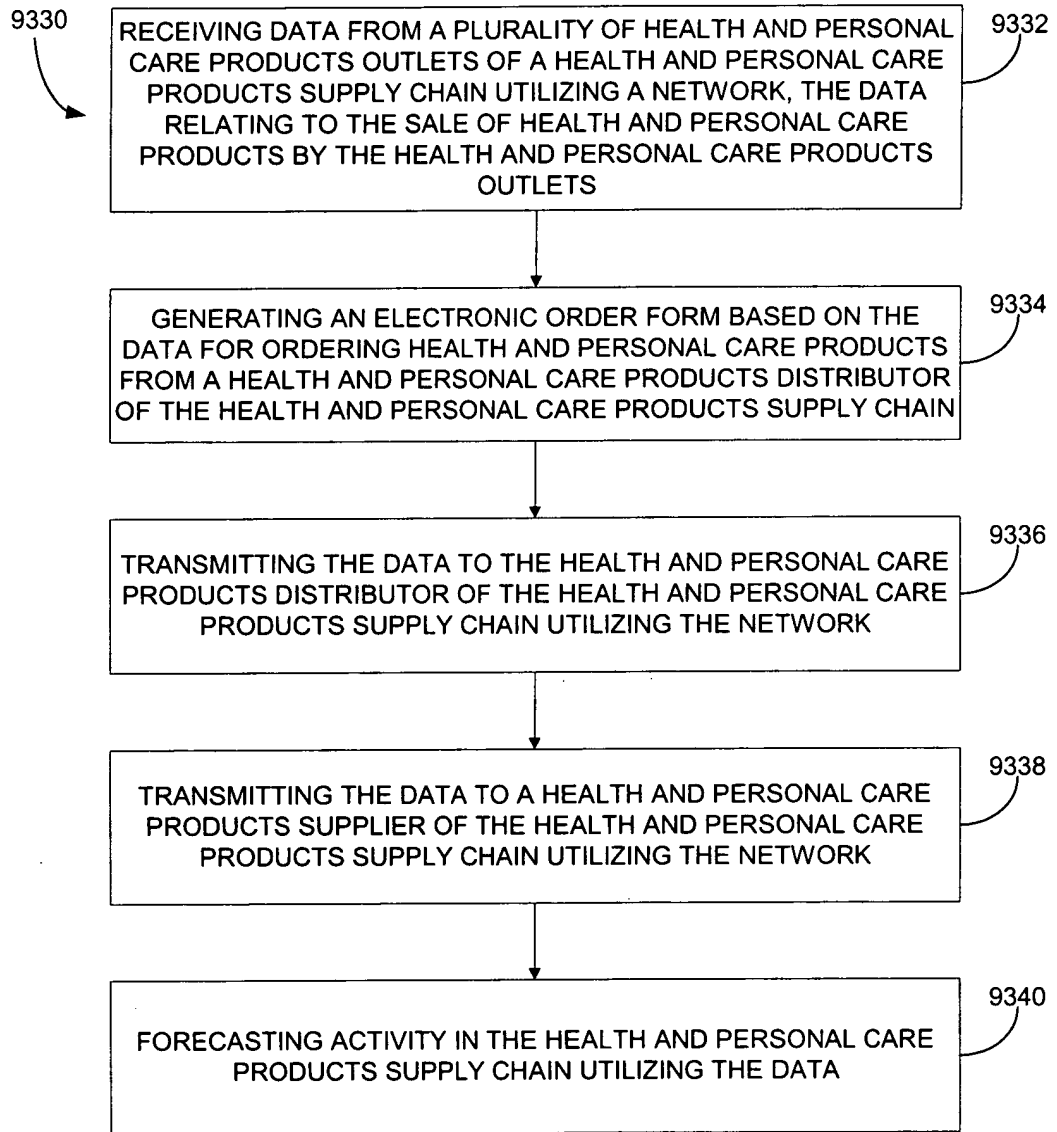 9330
RECEIVING DATA FROM A PLURALITY OF HEALTH AND PERSONAL
CARE PRODUCTS OUTLETS OF A HEALTH AND PERSONAL CARE
PRODUCTS SUPPLY CHAIN UTILIZING A NETWORK, THE DATA
RELATING TO THE SALE OF HEALTH AND PERSONAL CARE
PRODUCTS BY THE HEALTH AND PERSONAL CARE PRODUCTS
OUTLETS
9332
GENERATING AN ELECTRONIC ORDER FORM BASED ON THE
DATA FOR ORDERING HEALTH AND PERSONAL CARE PRODUCTS
FROM A HEALTH AND PERSONAL CARE PRODUCTS DISTRIBUTOR
OF THE HEALTH AND PERSONAL CARE PRODUCTS SUPPLY CHAIN
9334
TRANSMITTING THE DATA TO THE HEALTH AND PERSONAL CARE
PRODUCTS DISTRIBUTOR OF THE HEALTH AND PERSONAL CARE
PRODUCTS SUPPLY CHAIN UTILIZING THE NETWORK
9336
TRANSMITTING THE DATA TO A HEALTH AND PERSONAL CARE
PRODUCTS SUPPLIER OF THE HEALTH AND PERSONAL CARE
PRODUCTS SUPPLY CHAIN UTILIZING THE NETWORK
9338
FORECASTING ACTIVITY IN THE HEALTH AND PERSONAL CARE
PRODUCTS SUPPLY CHAIN UTILIZING THE DATA
9340